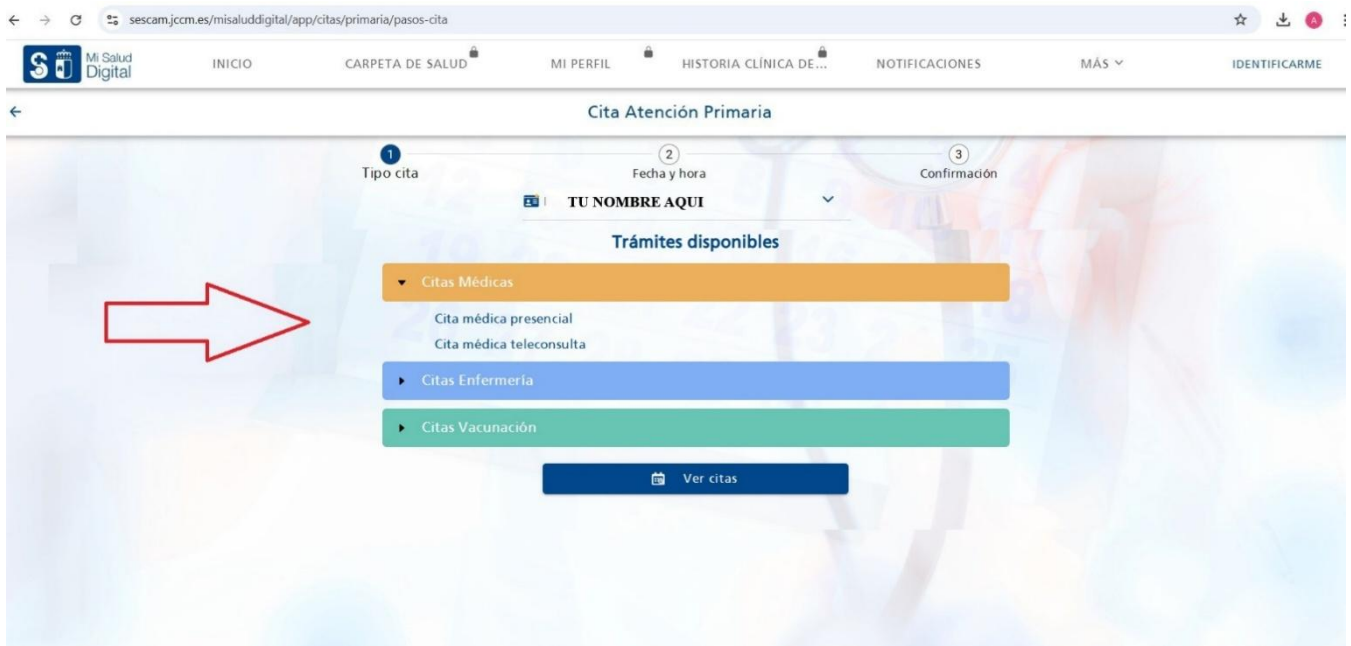 sescam.jccm.es/misaluddigital/app/citas/primaria/pasos-cita
A
Mi Salud
Digital
INICIO
CARPETA DE SALUD
MI PERFIL
HISTORIA CLÍNICA DE...
NOTIFICACIONES
MÁS
IDENTIFICARME
Cita Atención Primaria
1
2
3
Tipo cita
Fecha y hora
Confirmación
TU NOMBRE AQUI
Trámites disponibles
Citas Médicas
Cita médica presencial
Cita médica teleconsulta
Citas Enfermería
Citas Vacunación
Ver citas